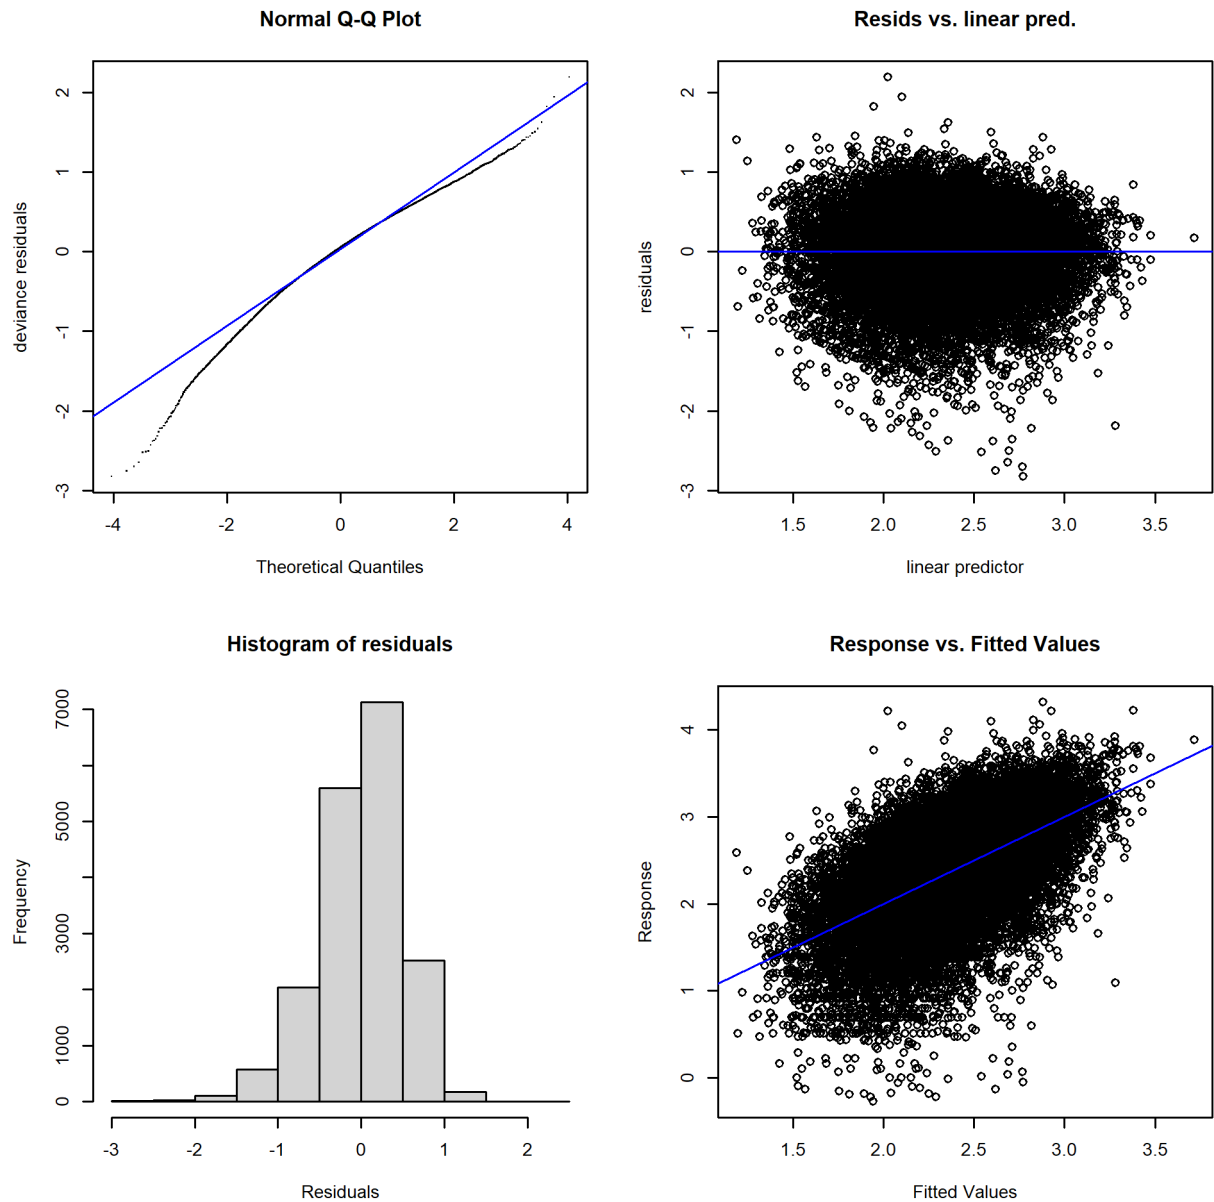 Normal Q-Q Plot
deviance residuals
2
1
0
-1
-2
-3
-4 -2 0 2 4
Theoretical Quantiles
Resids vs. linear pred.
residuals
2
1
0
-1
-2
-3
1.5 2.0 2.5 3.0 3.5
linear predictor
Histogram of residuals
Frequency
7000
5000
3000
1000
0
-3 -2 -1 0 1 2
Residuals
Response vs. Fitted Values
Response
4
3
2
1
0
1.5 2.0 2.5 3.0 3.5
Fitted Values